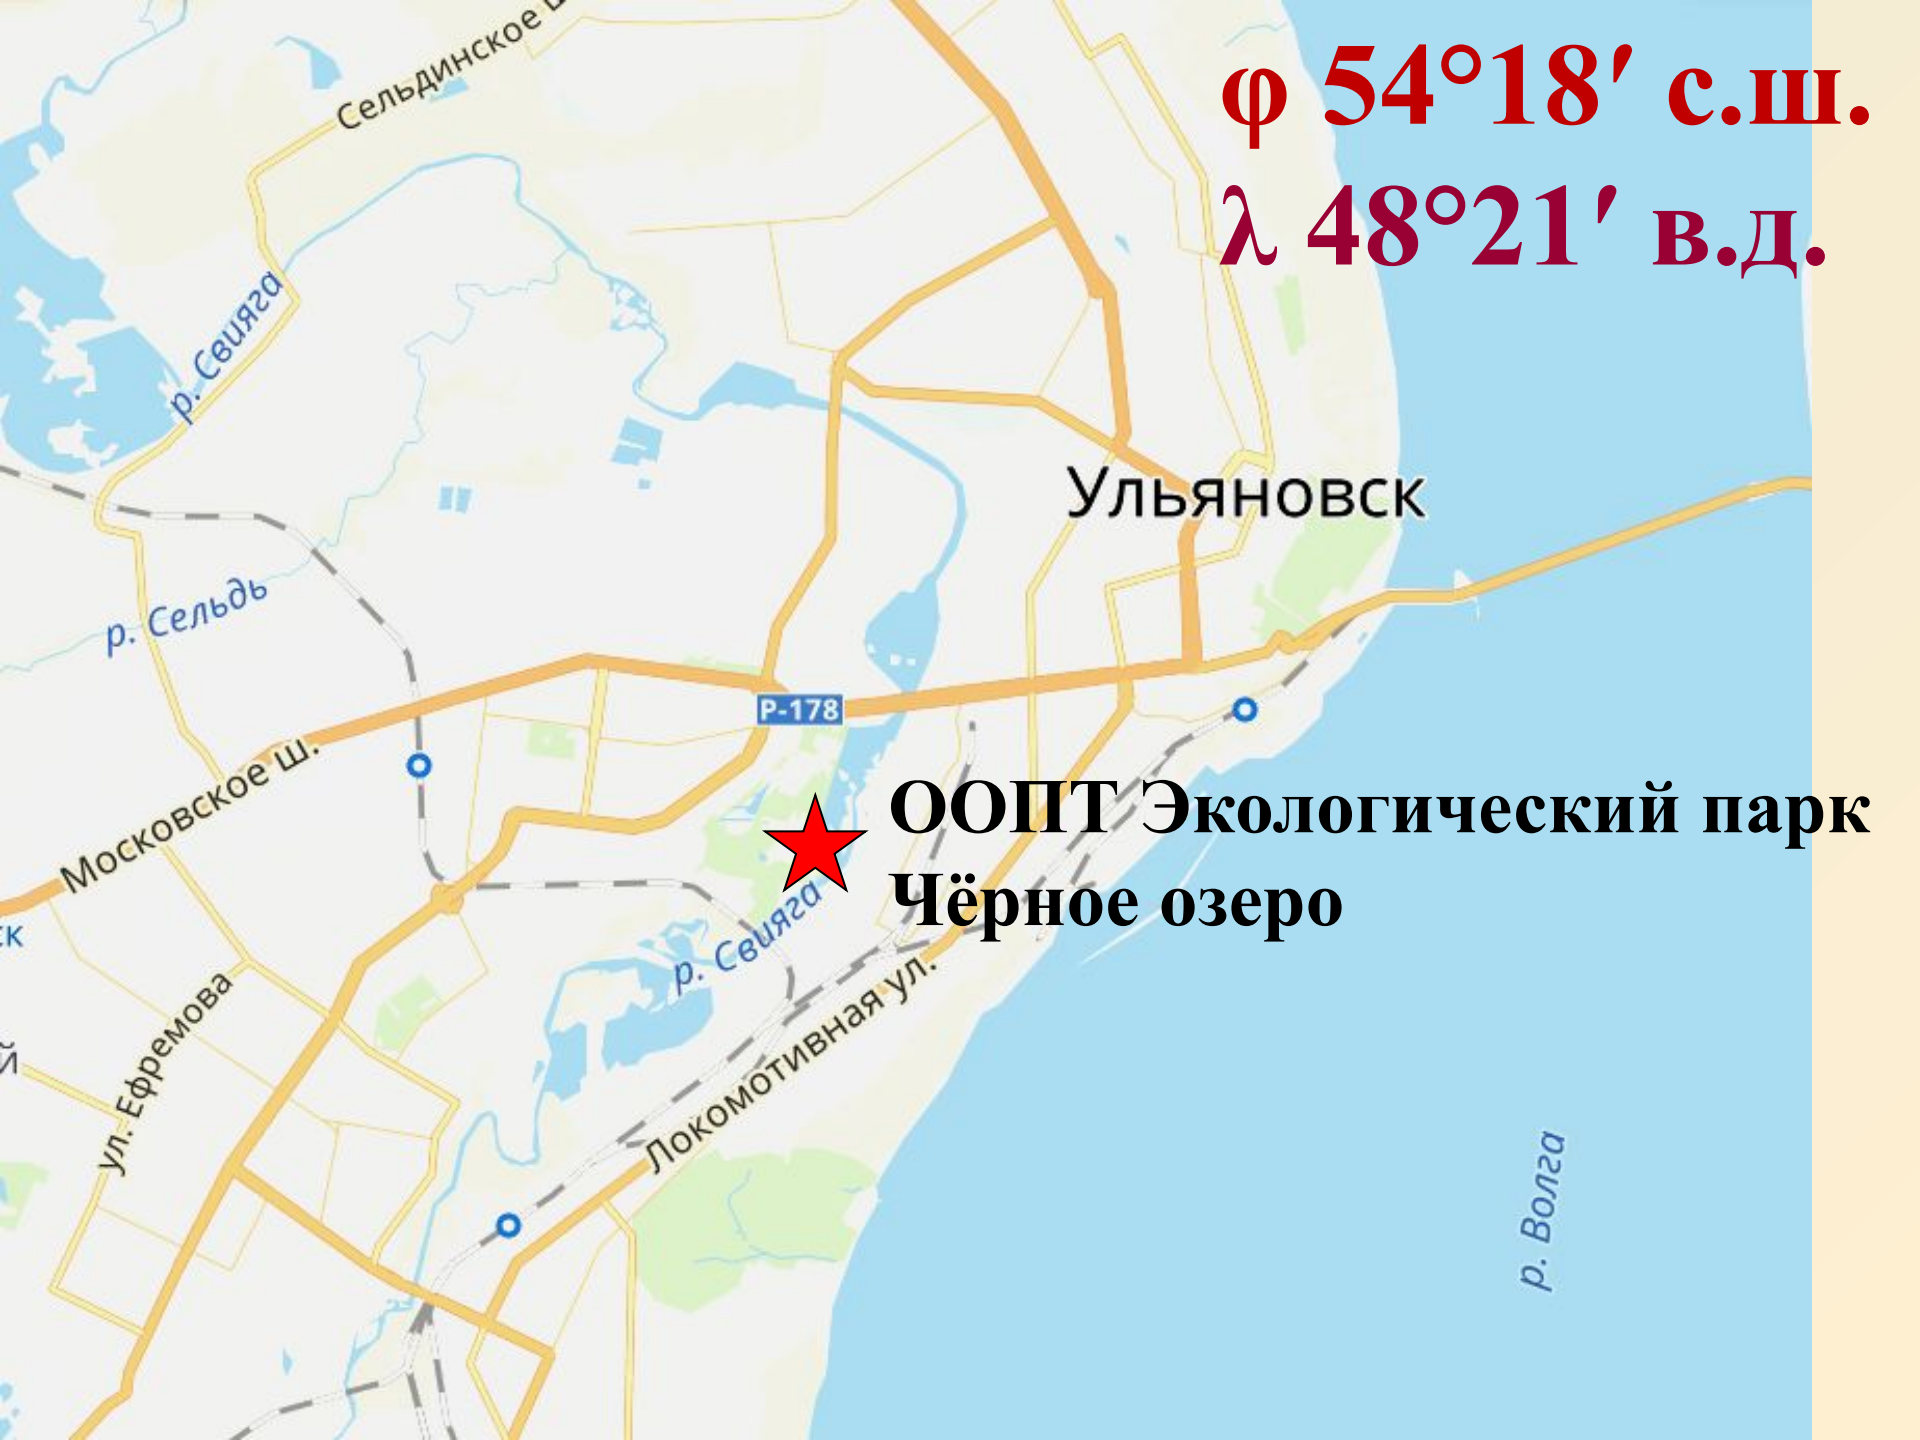 φ 54°18′ с.ш.
λ 48°21′ в.д.
Сельдинское
р. Свияга
Ульяновск
р. Сельдь
Р-178
Московское ш.
ООПТ Экологический парк
Чёрное озеро
р. Свияга
Локомотивная ул.
ул. Ефремова
р. Волга